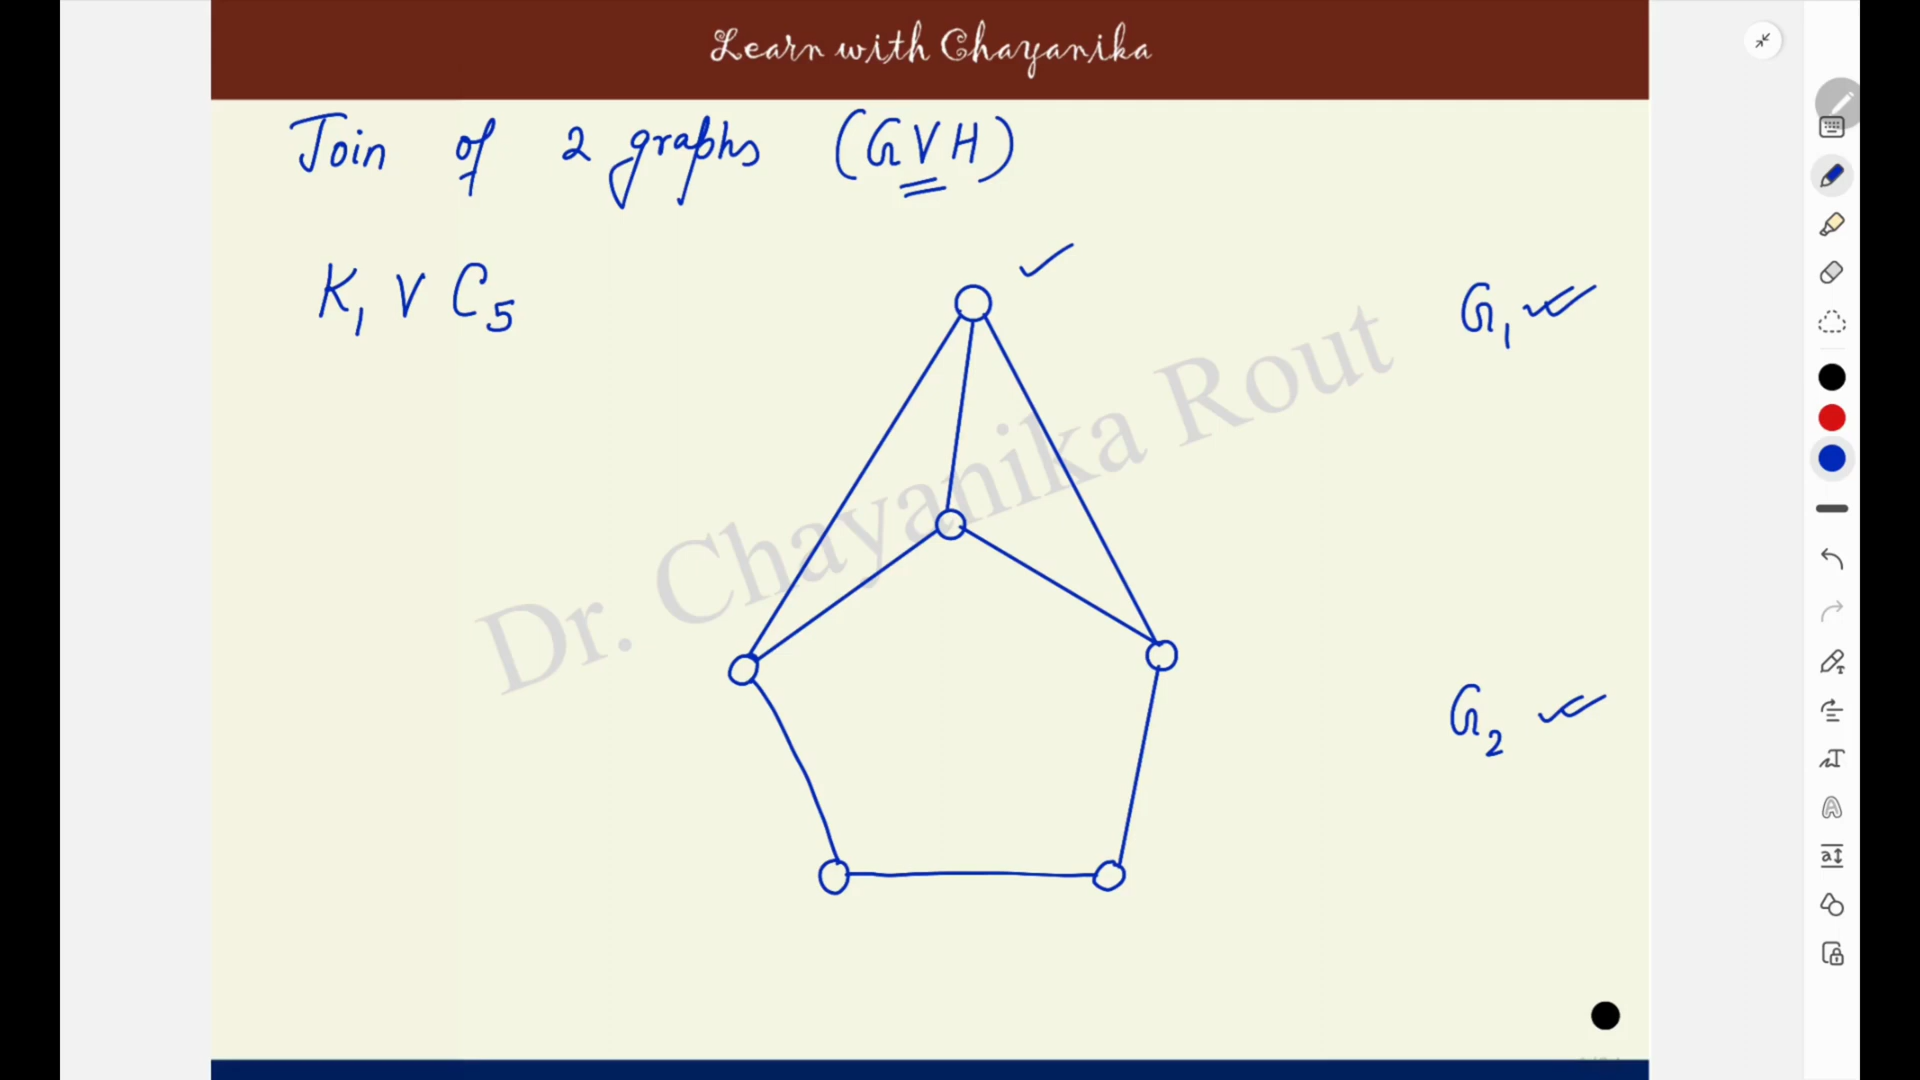 Learn with Chayanika
Join of 2 graphs (G V H)
K₁ V C₅
G₁
Dr. Chayanika Rout
G₂